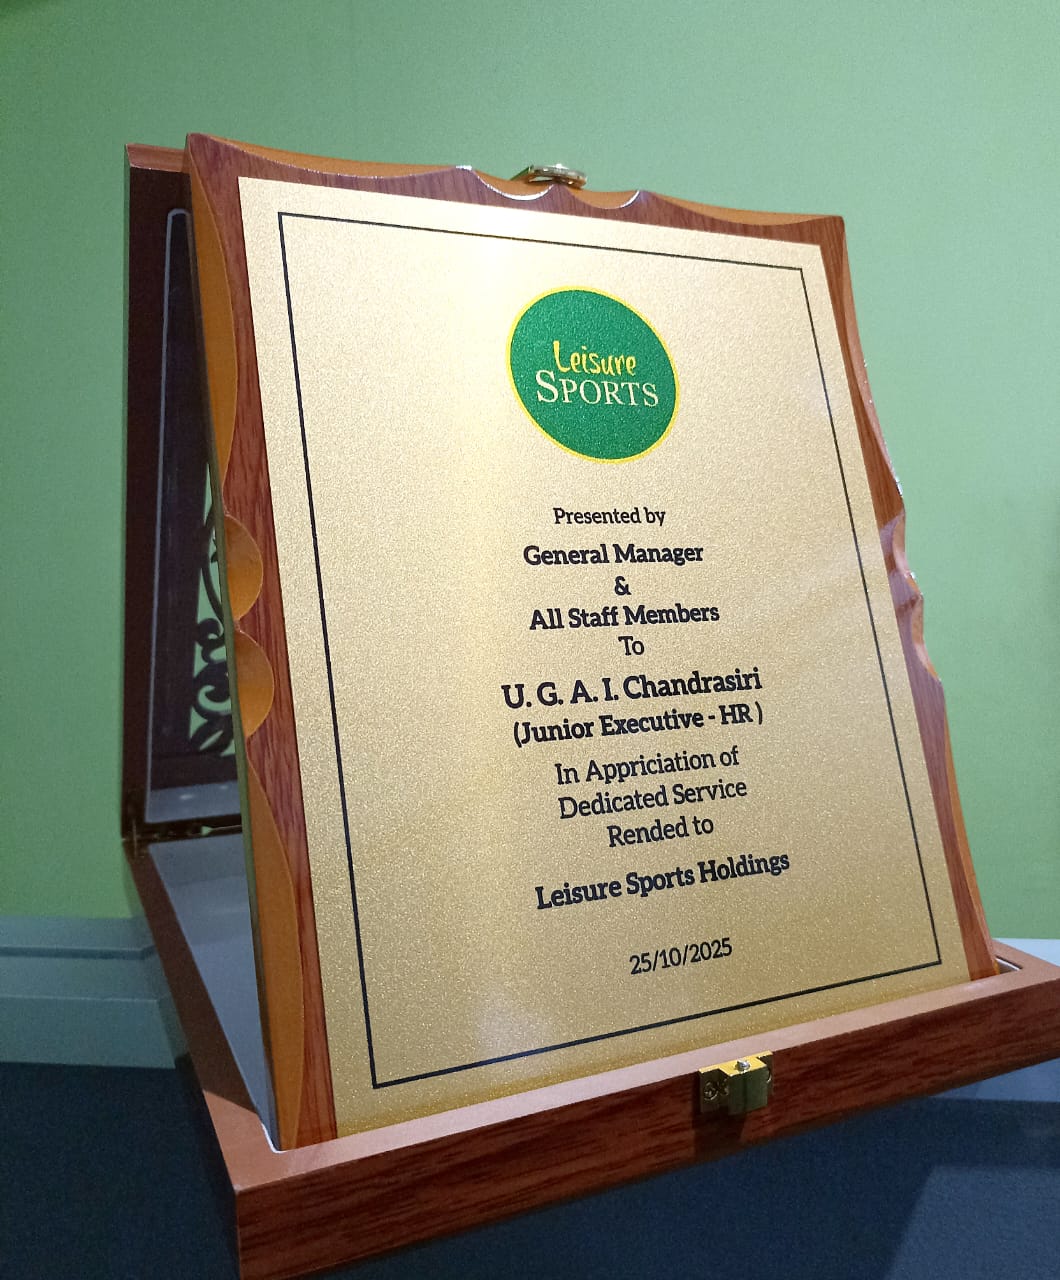 Leisure
SPORTS
Presented by
General Manager
&
All Staff Members
To
U. G. A. I. Chandrasiri
(Junior Executive - HR )
In Appriciation of
Dedicated Service
Rended to
Leisure Sports Holdings
25/10/2025